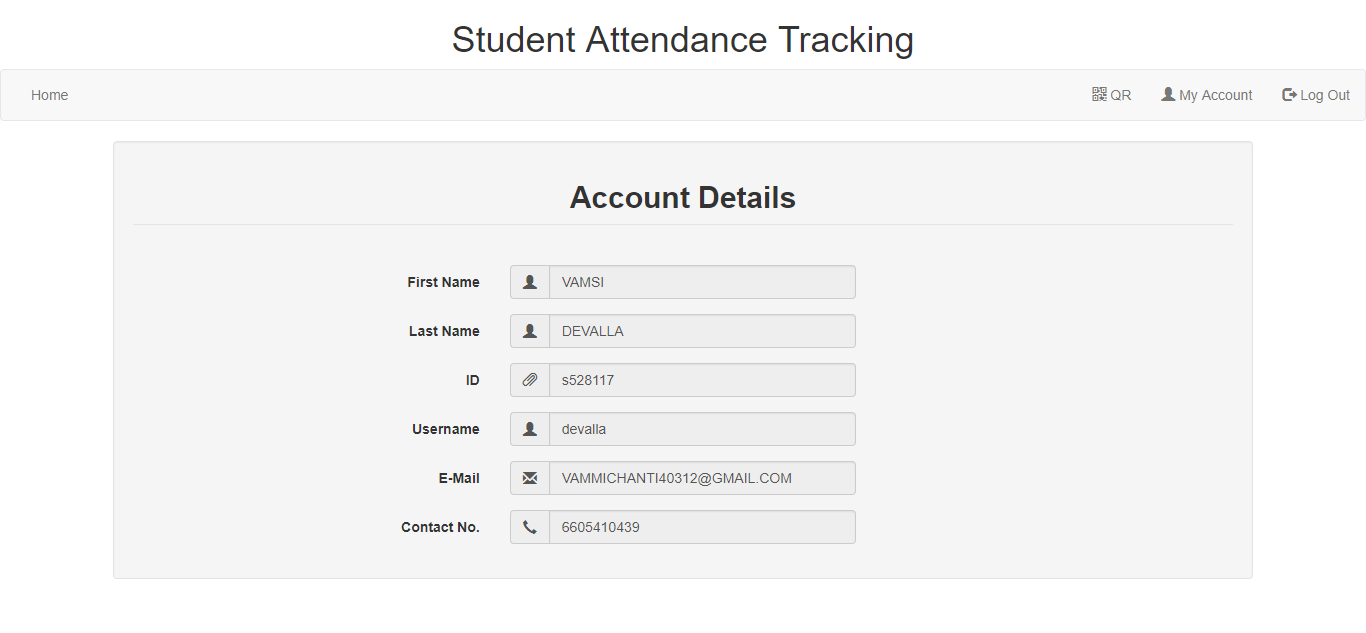 Student Attendance Tracking
Home QR My Account Log Out
Account Details
First Name VAMSI
Last Name DEVALLA
ID s528117
Username devalla
E-Mail VAMMICHANTI40312@GMAIL.COM
Contact No. 6605410439